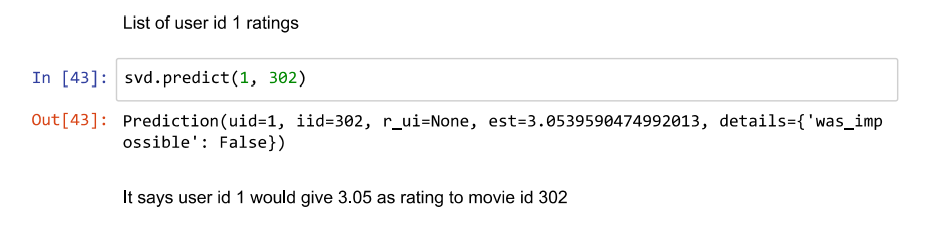 List of user id 1 ratings
In [43]: svd.predict(1, 302)
Out[43]: Prediction(uid=1, iid=302, r_ui=None, est=3.0539590474992013, details={'was_imp
ossible': False})
It says user id 1 would give 3.05 as rating to movie id 302